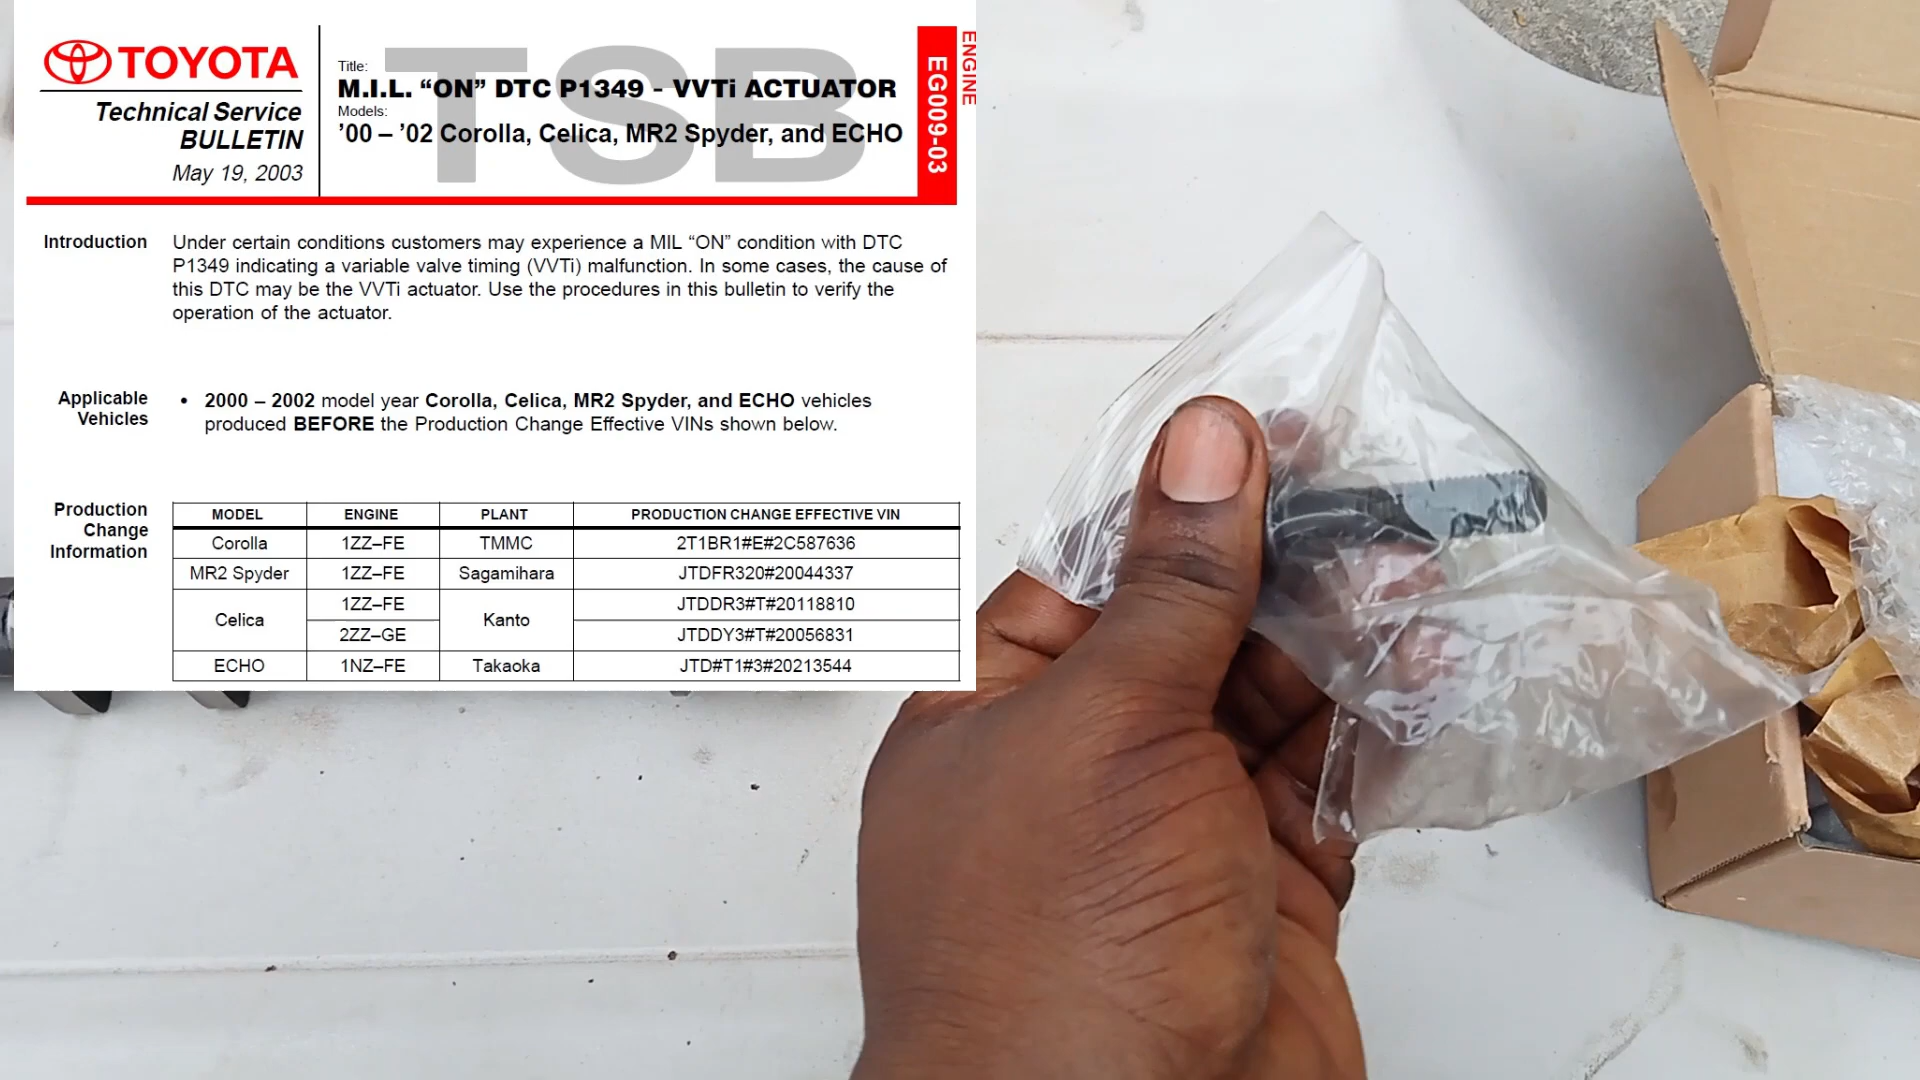 TOYOTA
Technical Service
BULLETIN
May 19, 2003
TSB
Title:
M.I.L. “ON” DTC P1349 - VVTi ACTUATOR
Models:
’00 – ’02 Corolla, Celica, MR2 Spyder, and ECHO
EG009-03
ENGINE
Introduction
Under certain conditions customers may experience a MIL “ON” condition with DTC
P1349 indicating a variable valve timing (VVTi) malfunction. In some cases, the cause of
this DTC may be the VVTi actuator. Use the procedures in this bulletin to verify the
operation of the actuator.
Applicable
Vehicles
• 2000 – 2002 model year Corolla, Celica, MR2 Spyder, and ECHO vehicles
produced BEFORE the Production Change Effective VINs shown below.
Production
Change
Information
MODEL ENGINE PLANT PRODUCTION CHANGE EFFECTIVE VIN
Corolla 1ZZ–FE TMMC 2T1BR1#E#2C587636
MR2 Spyder 1ZZ–FE Sagamihara JTDFR320#20044337
Celica 1ZZ–FE Kanto JTDDR3#T#20118810
2ZZ–GE JTDDY3#T#20056831
ECHO 1NZ–FE Takaoka JTD#T1#3#20213544